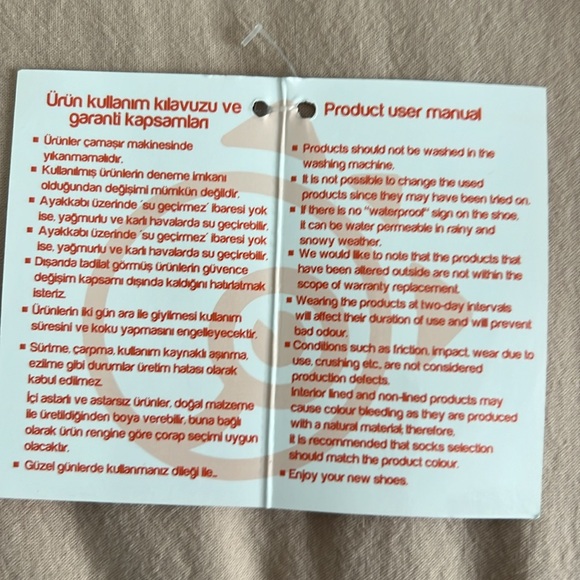 Ürün kullanım kılavuzu ve
garanti kapsamları
▪ Ürünler çamaşır makinesinde
yıkanmamalıdır.
▪ Kullanılmış ürünlerin deneme imkanı
olduğundan değişimi mümkün değildir.
▪ Ayakkabı üzerinde 'su geçirmez' ibaresi yok
ise, yağmurlu ve karlı havalarda su geçirebilir.
▪ Ayakkabı üzerinde 'su geçirmez' ibaresi yok
ise, yağmurlu ve karlı havalarda su geçirebilir.
▪ Dışarıda tadilat görmüş ürünlerin güvence
değişim kapsamı dışında kaldığını hatırlatmak
isteriz.
▪ Ürünlerin iki gün ara ile giyilmesi kullanım
süresini ve koku yapmasını engelleyecektir.
▪ Sürtme, çarpma, kullanım kaynaklı aşınma,
ezilme gibi durumlar üretim hatası olarak
kabul edilmez.
İçi astarlı ve astarsız ürünler, doğal malzeme
ile üretildiğinden boya verebilir, buna bağlı
olarak ürün rengine göre çorap seçimi uygun
olacaktır.
▪ Güzel günlerde kullanmanız dileği ile...
Product user manual
▪ Products should not be washed in the
washing machine.
▪ It is not possible to change the used
products since they may have been tried on.
▪ If there is no "waterproof" sign on the shoe,
it can be water permeable in rainy and
snowy weather.
▪ We would like to note that the products that
have been altered outside are not within the
scope of warranty replacement.
▪ Wearing the products at two-day intervals
will affect their duration of use and will prevent
bad odour.
▪ Conditions such as friction, impact, wear due to
use, crushing etc, are not considered
production defects.
Interior lined and non-lined products may
cause colour bleeding as they are produced
with a natural material; therefore,
it is recommended that socks selection
should match the product colour.
▪ Enjoy your new shoes.